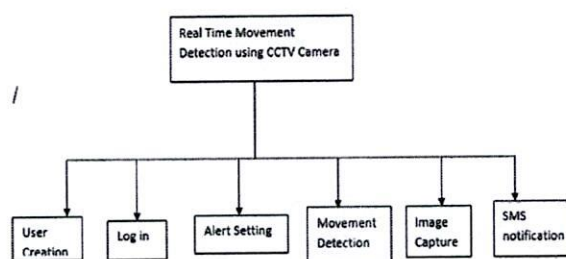 Real Time Movement
Detection using CCTV Camera
/
User
Creation
Log in
Alert Setting
Movement
Detection
Image
Capture
SMS
notification